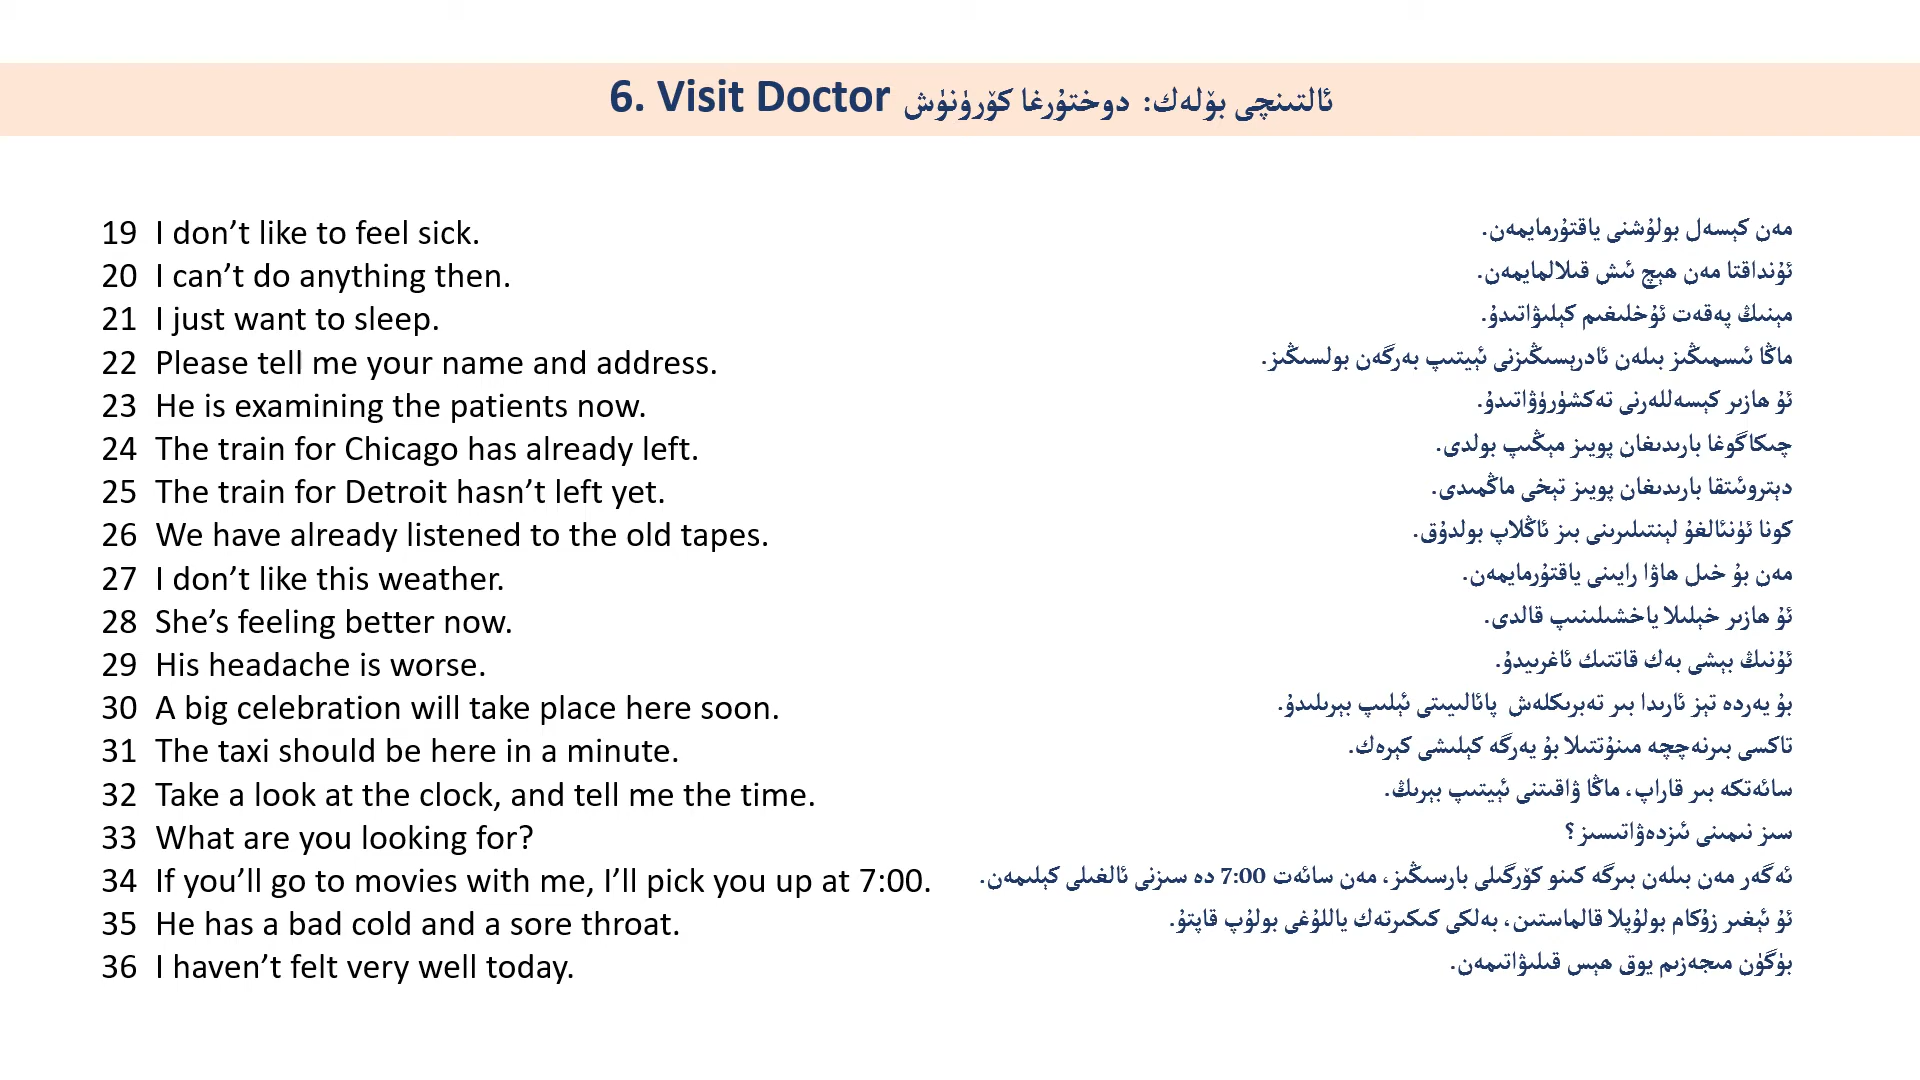 6. Visit Doctor ئالتىنچى بۆلەك: دوختۇرغا كۆرۈنۈش
19 I don’t like to feel sick. مەن كېسەل بولۇشنى ياقتۇرمايمەن.
20 I can’t do anything then. ئۇنداقتا مەن ھېچ ئىش قىلالمايمەن.
21 I just want to sleep. مېنىڭ پەقەت ئۇخلىغىم كېلىۋاتىدۇ.
22 Please tell me your name and address. ماڭا ئىسمىڭىز بىلەن ئادرېسىڭىزنى ئېيتىپ بەرگەن بولسىڭىز.
23 He is examining the patients now. ئۇ ھازىر كېسەللەرنى تەكشۈرۈۋاتىدۇ.
24 The train for Chicago has already left. چىكاگوغا بارىدىغان پويىز مېڭىپ بولدى.
25 The train for Detroit hasn’t left yet. دېتروئىتقا بارىدىغان پويىز تېخى ماڭمىدى.
26 We have already listened to the old tapes. كونا ئۈنئالغۇ لېنتىلىرىنى بىز ئاڭلاپ بولدۇق.
27 I don’t like this weather. مەن بۇ خىل ھاۋا رايىنى ياقتۇرمايمەن.
28 She’s feeling better now. ئۇ ھازىر خېلىلا ياخشىلىنىپ قالدى.
29 His headache is worse. ئۇنىڭ بېشى بەك قاتتىك ئاغرىيدۇ.
30 A big celebration will take place here soon. بۇ يەردە تېز ئارىدا بىر تەبرىكلەش پائالىيىتى ئېلىپ بېرىلىدۇ.
31 The taxi should be here in a minute. تاكسى بىرنەچچە مىنۇتتىلا بۇ يەرگە كېلىشى كېرەك.
32 Take a look at the clock, and tell me the time. سائەتكە بىر قاراپ، ماڭا ۋاقىتنى ئېيتىپ بېرىڭ.
33 What are you looking for? سىز نىمىنى ئىزدەۋاتىسىز؟
34 If you’ll go to movies with me, I’ll pick you up at 7:00. ئەگەر مەن بىلەن بىرگە كىنو كۆرگىلى بارسىڭىز، مەن سائەت 7:00 دە سىزنى ئالغىلى كېلىمەن.
35 He has a bad cold and a sore throat. ئۇ ئېغىر زۇكام بولۇپلا قالماستىن، بەلكى كىكىرتەك ياللۇغى بولۇپ قاپتۇ.
36 I haven’t felt very well today. بۈگۈن مىجەزىم يوق ھېس قىلىۋاتىمەن.